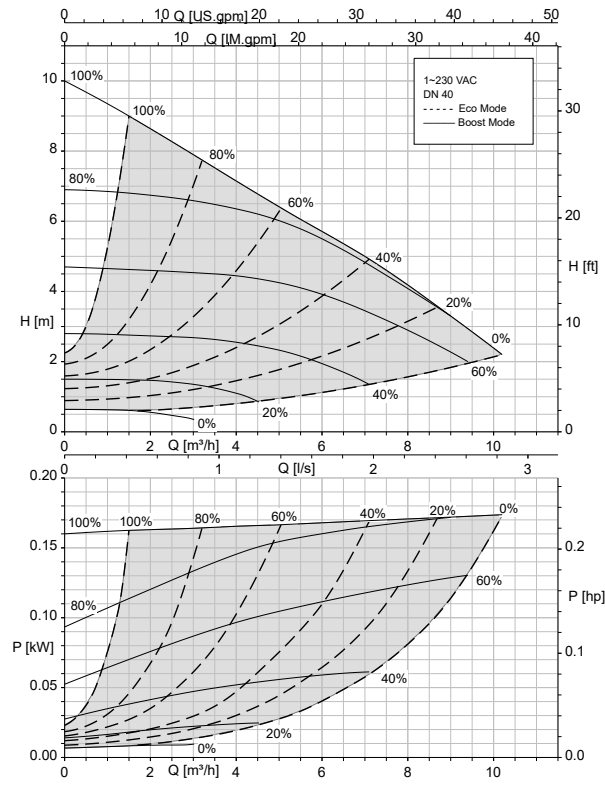 0 10 Q [US.gpm] 20 30 40 50
0 10 Q [IM.gpm] 20 30 40
100%
10
100%
1~230 VAC
DN 40
Eco Mode
Boost Mode
30
8
80%
80%
60%
6
20
40%
H [m]
H [ft]
4
20%
10
0%
2
60%
40%
20%
0%
0
0
2 Q [m³/h] 4 6 8 10
0.20
0 1 Q [l/s] 2 3
100% 100% 80% 60% 40% 20% 0%
0.15
0.2
60%
80%
P [hp]
0.10
P [kW]
0.1
40%
0.05
20%
0%
0.00
0.0
0 2 Q [m³/h] 4 6 8 10